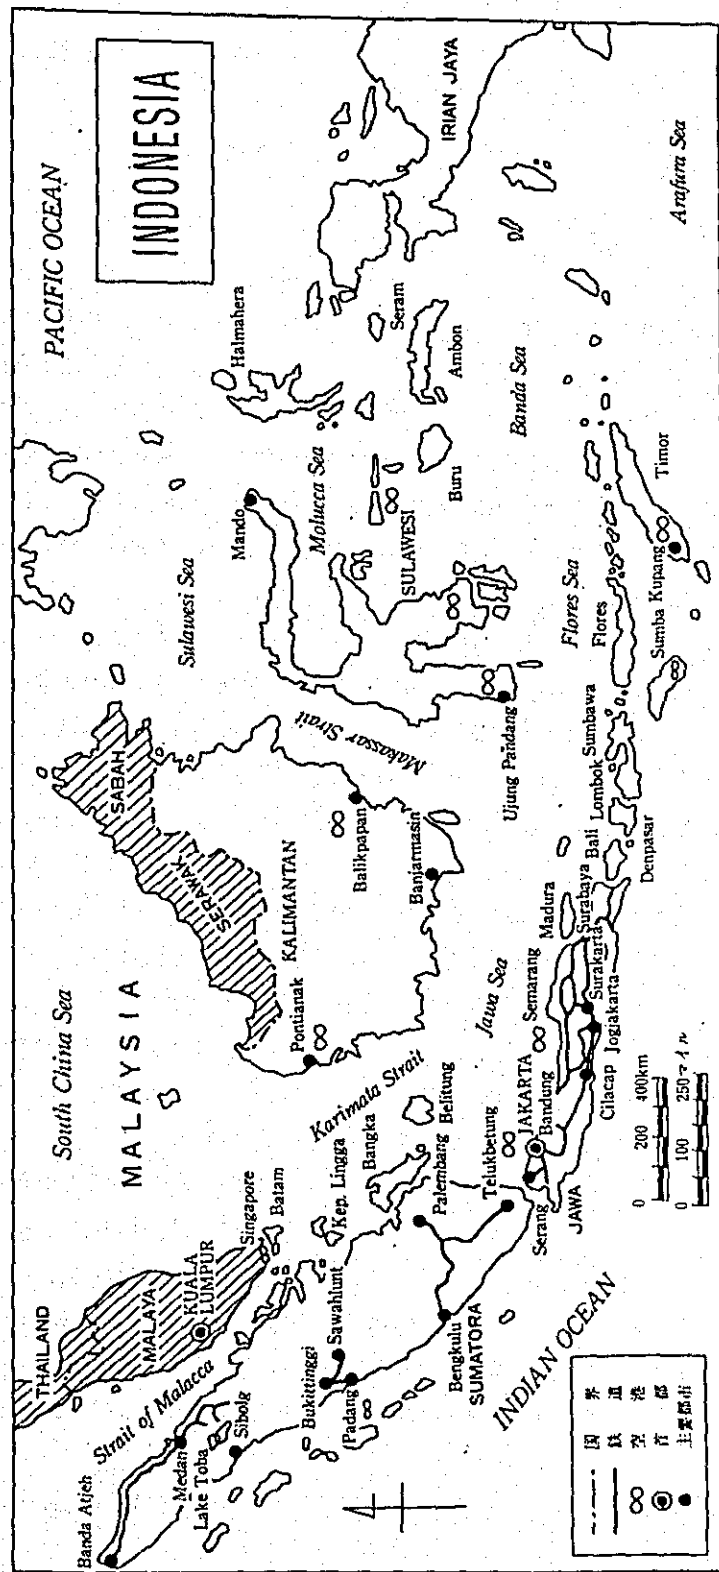 INDONESIA
PACIFIC OCEAN
South China Sea
MALAYSIA
THAILAND
MALAYA
KUALA
LUMPUR
Singapore
Batam
Strait of Malacca
Banda Atjeh
Medan
Lake Toba
Sibolg
Bukittinggi
Padang
Sawahlunt
Kep. Lingga
Bangka
Belitung
Karimata Strait
Palembang
Bengkulu
SUMATORA
Telukbetung
INDIAN OCEAN
SABAH
SERAWAK
KALIMANTAN
Pontianak
Balikpapan
Banjarmasin
Makassar Strait
Sulawesi Sea
Mando
Molucca Sea
SULAWESI
Ujung Pandang
Halmahera
Seram
Ambon
Buru
Banda Sea
IRIAN JAYA
Arafura Sea
Jawa Sea
JAKARTA
Bandung
Serang
JAWA
Semarang
Cilacap
Jogjakarta
Surakarta
Surabaya
Madura
Bali
Denpasar
Lombok
Sumbawa
Flores Sea
Flores
Sumba
Kupang
Timor
0 200 400km
0 100 250マイル
国界
鉄道
空港
首都
主要都市